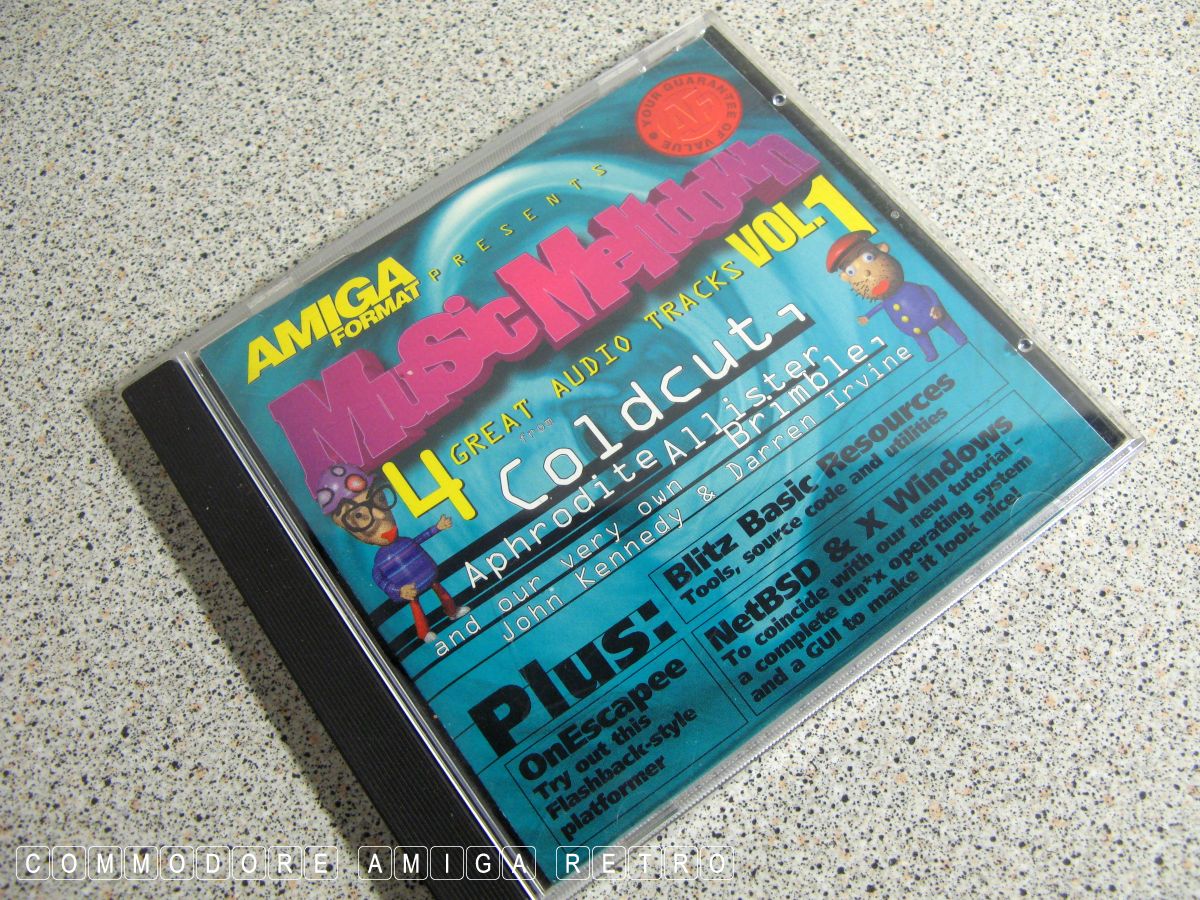 YOUR GUARANTEE OF VALUE
AF
AMIGA
FORMAT
PRESENTS
Music Meltdown
VOL.1
4 GREAT AUDIO TRACKS
from
Coldcut,
Aphrodite Allister
Brimble,
and our very own
John Kennedy & Darren Irvine
Plus:
OnEscapee
Try out this
Flashback-style
platformer
Blitz Basic Resources
Tools, source code and utilities
NetBSD & X Windows
To coincide with our new tutorial –
a complete Un*x operating system
and a GUI to make it look nice!
COMMODORE AMIGA RETRO